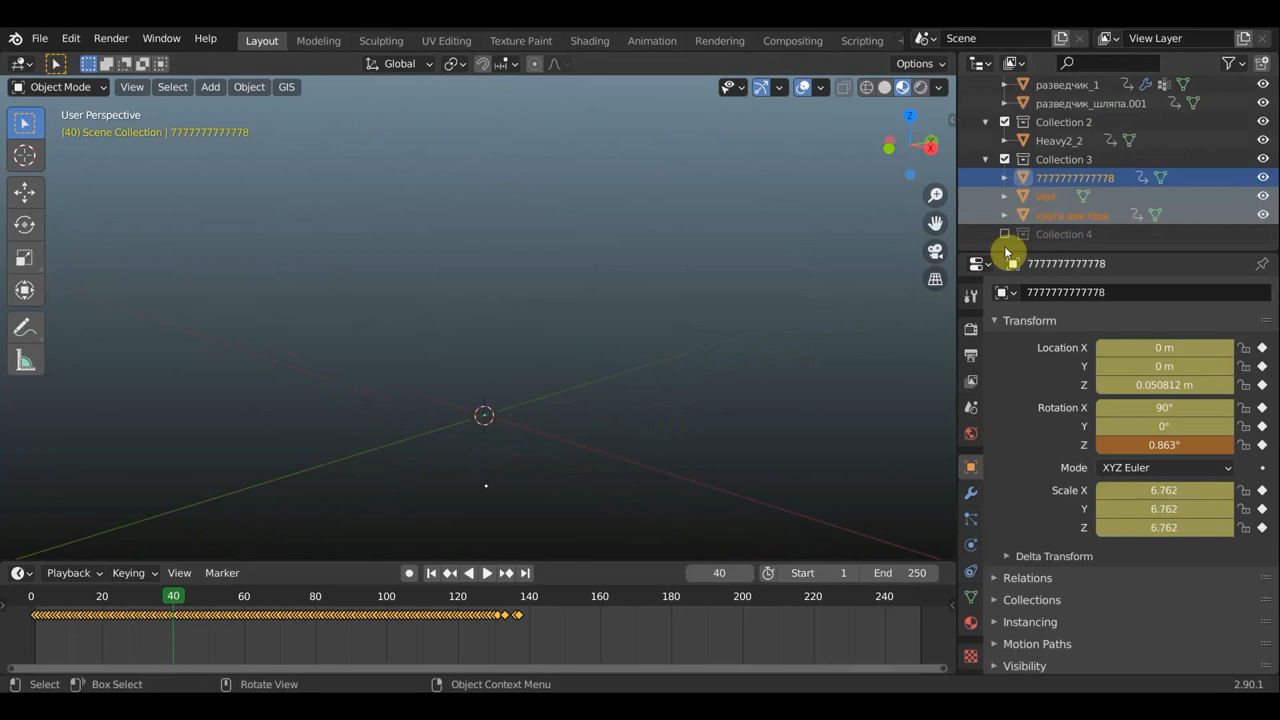 File Edit Render Window Help Layout Modeling Sculpting UV Editing Texture Paint Shading Animation Rendering Compositing Scripting Scene View Layer
Global Options
Object Mode View Select Add Object GIS
User Perspective
(40) Scene Collection | 7777777777778
Z
Y
X
разведчик_1
разведчик_шляпа.001
Collection 2
Heavy2_2
Collection 3
7777777777778
Vert
Collection 4
7777777777778
7777777777778
Transform
Location X 0 m
Y 0 m
Z 0.050812 m
Rotation X 90°
Y 0°
Z 0.863°
Mode XYZ Euler
Scale X 6.762
Y 6.762
Z 6.762
Delta Transform
Relations
Collections
Instancing
Motion Paths
Visibility
Playback Keying View Marker 40 Start 1 End 250
0 20 40 60 80 100 120 140 160 180 200 220 240
Select Box Select Rotate View Object Context Menu 2.90.1